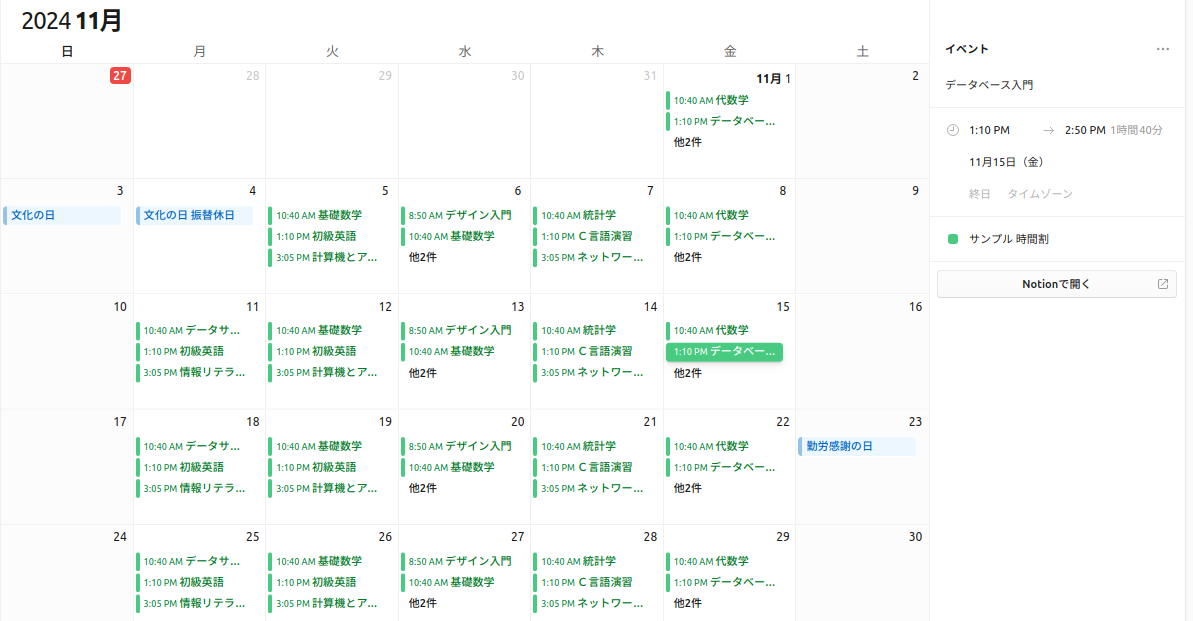 2024 11月
日 月 火 水 木 金 土
27 28 29 30 31 11月 1 2
10:40 AM 代数学
1:10 PM データベー...
他2件
3 4 5 6 7 8 9
文化の日
文化の日 振替休日
10:40 AM 基礎数学
1:10 PM 初級英語
3:05 PM 計算機とア...
8:50 AM デザイン入門
10:40 AM 基礎数学
他2件
10:40 AM 統計学
1:10 PM C言語演習
3:05 PM ネットワー...
10:40 AM 代数学
1:10 PM データベー...
他2件
10 11 12 13 14 15 16
10:40 AM データサ...
1:10 PM 初級英語
3:05 PM 情報リテラ...
10:40 AM 基礎数学
1:10 PM 初級英語
3:05 PM 計算機とア...
8:50 AM デザイン入門
10:40 AM 基礎数学
他2件
10:40 AM 統計学
1:10 PM C言語演習
3:05 PM ネットワー...
10:40 AM 代数学
1:10 PM データベー...
他2件
17 18 19 20 21 22 23
10:40 AM データサ...
1:10 PM 初級英語
3:05 PM 情報リテラ...
10:40 AM 基礎数学
1:10 PM 初級英語
3:05 PM 計算機とア...
8:50 AM デザイン入門
10:40 AM 基礎数学
他2件
10:40 AM 統計学
1:10 PM C言語演習
3:05 PM ネットワー...
10:40 AM 代数学
1:10 PM データベー...
他2件
勤労感謝の日
24 25 26 27 28 29 30
10:40 AM データサ...
1:10 PM 初級英語
3:05 PM 情報リテラ...
10:40 AM 基礎数学
1:10 PM 初級英語
3:05 PM 計算機とア...
8:50 AM デザイン入門
10:40 AM 基礎数学
他2件
10:40 AM 統計学
1:10 PM C言語演習
3:05 PM ネットワー...
10:40 AM 代数学
1:10 PM データベー...
他2件
イベント
データベース入門
1:10 PM → 2:50 PM 1時間40分
11月15日（金）
終日 タイムゾーン
サンプル 時間割
Notionで開く